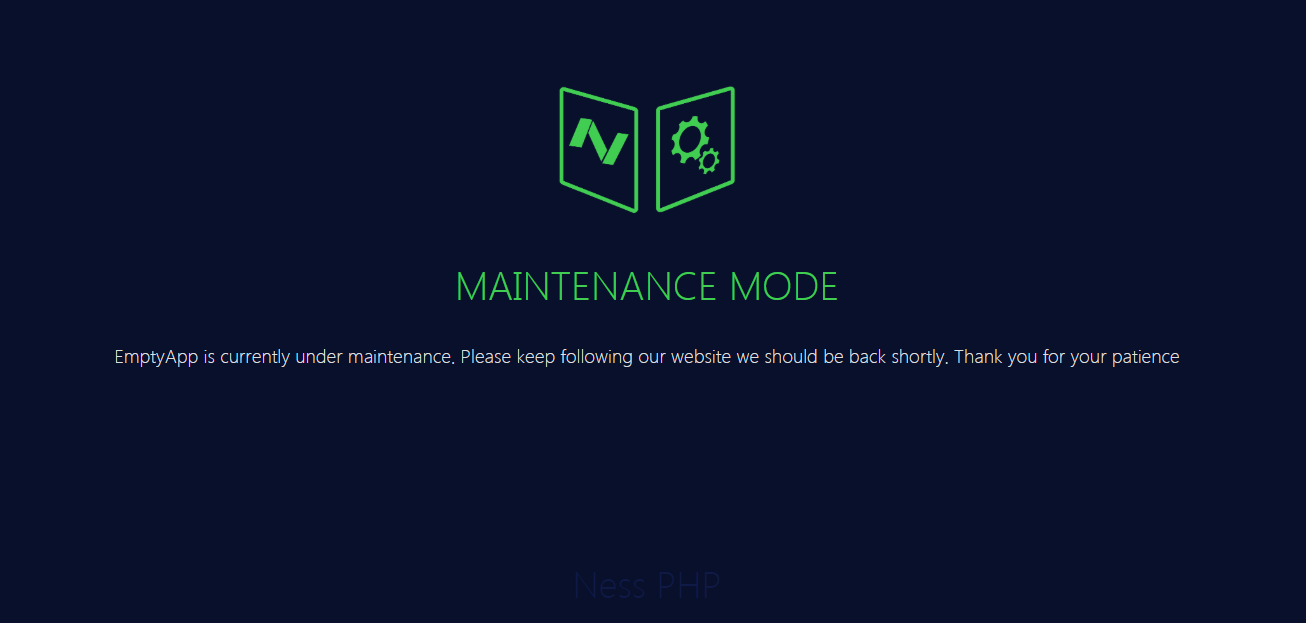 MAINTENANCE MODE
EmptyApp is currently under maintenance. Please keep following our website we should be back shortly. Thank you for your patience
Ness PHP